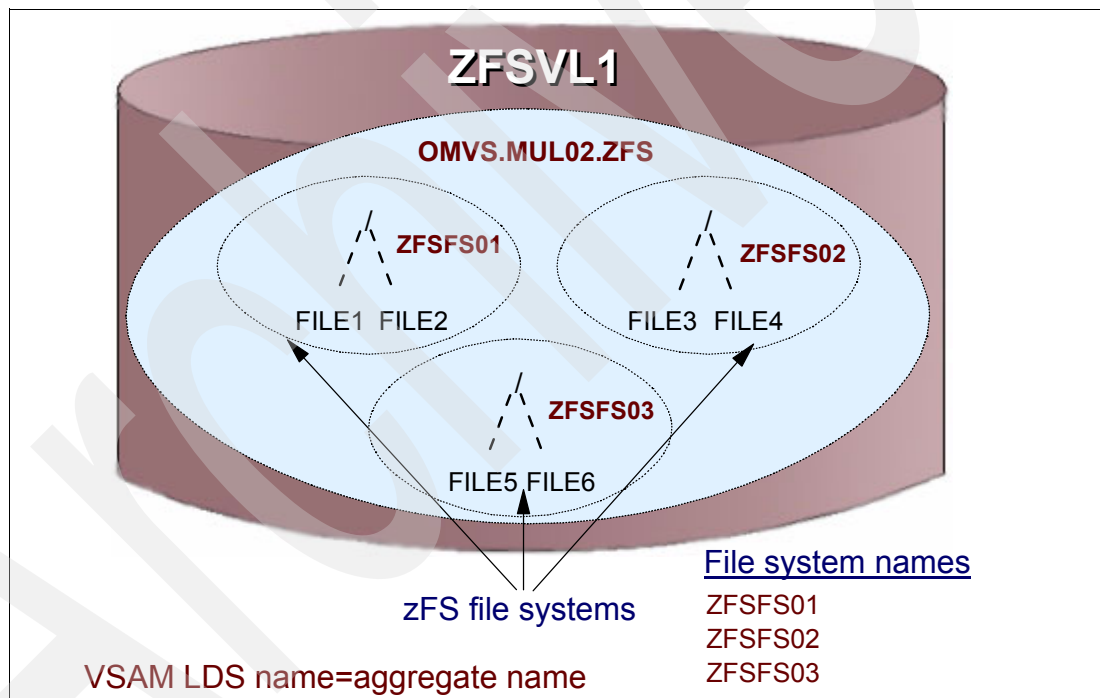 ZFSVL1
OMVS.MUL02.ZFS
/
ZFSFS01
FILE1 FILE2
/
ZFSFS02
FILE3 FILE4
/
ZFSFS03
FILE5 FILE6
zFS file systems
File system names
ZFSFS01
ZFSFS02
ZFSFS03
VSAM LDS name=aggregate name